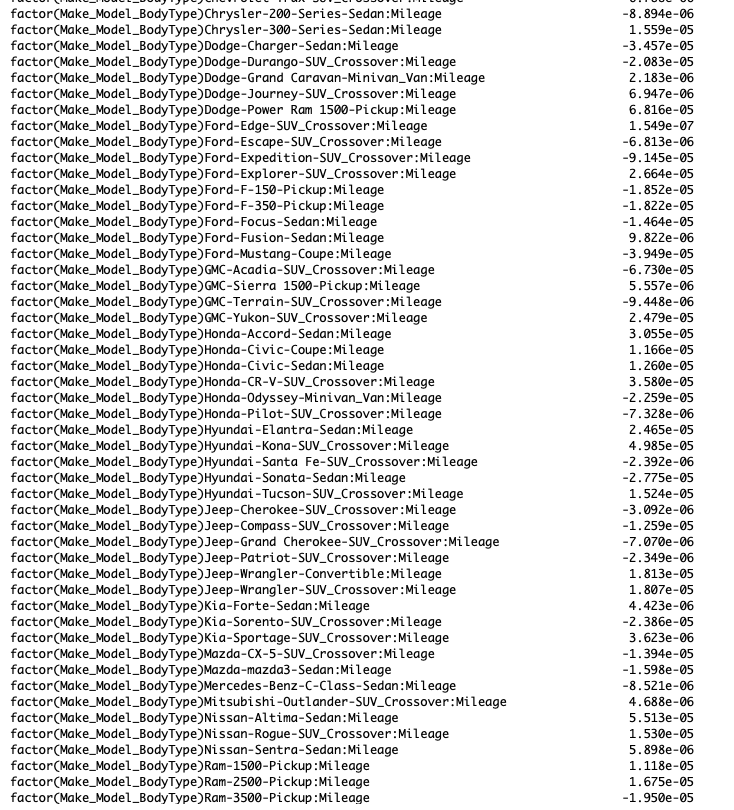 factor(Make_Model_BodyType)Chrysler-200-Series-Sedan:Mileage -8.894e-06
factor(Make_Model_BodyType)Chrysler-300-Series-Sedan:Mileage 1.559e-05
factor(Make_Model_BodyType)Dodge-Charger-Sedan:Mileage -3.457e-05
factor(Make_Model_BodyType)Dodge-Durango-SUV_Crossover:Mileage -2.083e-05
factor(Make_Model_BodyType)Dodge-Grand Caravan-Minivan_Van:Mileage 2.183e-06
factor(Make_Model_BodyType)Dodge-Journey-SUV_Crossover:Mileage 6.947e-06
factor(Make_Model_BodyType)Dodge-Power Ram 1500-Pickup:Mileage 6.816e-05
factor(Make_Model_BodyType)Ford-Edge-SUV_Crossover:Mileage 1.549e-07
factor(Make_Model_BodyType)Ford-Escape-SUV_Crossover:Mileage -6.813e-06
factor(Make_Model_BodyType)Ford-Expedition-SUV_Crossover:Mileage -9.145e-05
factor(Make_Model_BodyType)Ford-Explorer-SUV_Crossover:Mileage 2.664e-05
factor(Make_Model_BodyType)Ford-F-150-Pickup:Mileage -1.852e-05
factor(Make_Model_BodyType)Ford-F-350-Pickup:Mileage -1.822e-05
factor(Make_Model_BodyType)Ford-Focus-Sedan:Mileage -1.464e-05
factor(Make_Model_BodyType)Ford-Fusion-Sedan:Mileage 9.822e-06
factor(Make_Model_BodyType)Ford-Mustang-Coupe:Mileage -3.949e-05
factor(Make_Model_BodyType)GMC-Acadia-SUV_Crossover:Mileage -6.730e-05
factor(Make_Model_BodyType)GMC-Sierra 1500-Pickup:Mileage 5.557e-06
factor(Make_Model_BodyType)GMC-Terrain-SUV_Crossover:Mileage -9.448e-06
factor(Make_Model_BodyType)GMC-Yukon-SUV_Crossover:Mileage 2.479e-05
factor(Make_Model_BodyType)Honda-Accord-Sedan:Mileage 3.055e-05
factor(Make_Model_BodyType)Honda-Civic-Coupe:Mileage 1.166e-05
factor(Make_Model_BodyType)Honda-Civic-Sedan:Mileage 1.260e-05
factor(Make_Model_BodyType)Honda-CR-V-SUV_Crossover:Mileage 3.580e-05
factor(Make_Model_BodyType)Honda-Odyssey-Minivan_Van:Mileage -2.259e-05
factor(Make_Model_BodyType)Honda-Pilot-SUV_Crossover:Mileage -7.328e-06
factor(Make_Model_BodyType)Hyundai-Elantra-Sedan:Mileage 2.465e-05
factor(Make_Model_BodyType)Hyundai-Kona-SUV_Crossover:Mileage 4.985e-05
factor(Make_Model_BodyType)Hyundai-Santa Fe-SUV_Crossover:Mileage -2.392e-06
factor(Make_Model_BodyType)Hyundai-Sonata-Sedan:Mileage -2.775e-05
factor(Make_Model_BodyType)Hyundai-Tucson-SUV_Crossover:Mileage 1.524e-05
factor(Make_Model_BodyType)Jeep-Cherokee-SUV_Crossover:Mileage -3.092e-06
factor(Make_Model_BodyType)Jeep-Compass-SUV_Crossover:Mileage -1.259e-05
factor(Make_Model_BodyType)Jeep-Grand Cherokee-SUV_Crossover:Mileage -7.070e-06
factor(Make_Model_BodyType)Jeep-Patriot-SUV_Crossover:Mileage -2.349e-06
factor(Make_Model_BodyType)Jeep-Wrangler-Convertible:Mileage 1.813e-05
factor(Make_Model_BodyType)Jeep-Wrangler-SUV_Crossover:Mileage 1.807e-05
factor(Make_Model_BodyType)Kia-Forte-Sedan:Mileage 4.423e-06
factor(Make_Model_BodyType)Kia-Sorento-SUV_Crossover:Mileage -2.386e-05
factor(Make_Model_BodyType)Kia-Sportage-SUV_Crossover:Mileage 3.623e-06
factor(Make_Model_BodyType)Mazda-CX-5-SUV_Crossover:Mileage -1.394e-05
factor(Make_Model_BodyType)Mazda-mazda3-Sedan:Mileage -1.598e-05
factor(Make_Model_BodyType)Mercedes-Benz-C-Class-Sedan:Mileage -8.521e-06
factor(Make_Model_BodyType)Mitsubishi-Outlander-SUV_Crossover:Mileage 4.688e-06
factor(Make_Model_BodyType)Nissan-Altima-Sedan:Mileage 5.513e-05
factor(Make_Model_BodyType)Nissan-Rogue-SUV_Crossover:Mileage 1.530e-05
factor(Make_Model_BodyType)Nissan-Sentra-Sedan:Mileage 5.898e-06
factor(Make_Model_BodyType)Ram-1500-Pickup:Mileage 1.118e-05
factor(Make_Model_BodyType)Ram-2500-Pickup:Mileage 1.675e-05
factor(Make_Model_BodyType)Ram-3500-Pickup:Mileage -1.950e-05